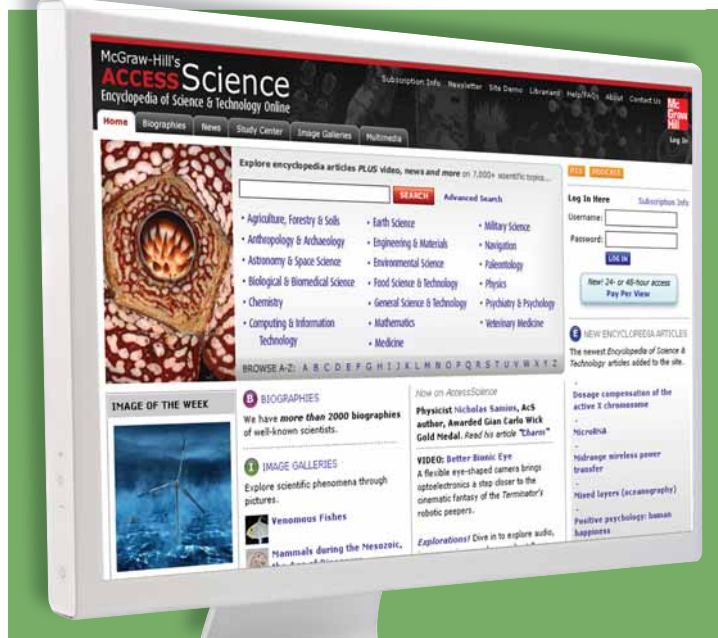 McGraw-Hill's
ACCESS Science
Encyclopedia of Science & Technology Online
Subscription Info Newsletter Site Demo Librarians Help/FAQs About Contact Us
Mc
Graw
Hill
Log In
Home Biographies News Study Center Image Galleries Multimedia
Explore encyclopedia articles PLUS video, news and more on 7,000+ scientific topics...
SEARCH Advanced Search
• Agriculture, Forestry & Soils
• Anthropology & Archaeology
• Astronomy & Space Science
• Biological & Biomedical Science
• Chemistry
• Computing & Information
Technology
• Earth Science
• Engineering & Materials
• Environmental Science
• Food Science & Technology
• General Science & Technology
• Mathematics
• Medicine
• Military Science
• Navigation
• Paleontology
• Physics
• Psychiatry & Psychology
• Veterinary Medicine
BROWSE A-Z: A B C D E F G H I J K L M N O P Q R S T U V W X Y Z
RSS PODCAST
Log In Here Subscription Info
Username:
Password:
LOG IN
New! 24- or 48-hour access
Pay Per View
E NEW ENCYCLOPEDIA ARTICLES
The newest Encyclopedia of Science &
Technology articles added to the site.
Dosage compensation of the
active X chromosome
MicroRNA
Midrange wireless power
transfer
Mixed layers (oceanography)
Positive psychology: human
happiness
IMAGE OF THE WEEK
B BIOGRAPHIES
We have more than 2000 biographies
of well-known scientists.
I IMAGE GALLERIES
Explore scientific phenomena through
pictures.
Venomous Fishes
Mammals during the Mesozoic,
the Age of Dinosaurs
Now on AccessScience
Physicist Nicholas Samios, AcS
author, Awarded Gian Carlo Wick
Gold Medal. Read his article "Charm"
VIDEO: Better Bionic Eye
A flexible eye-shaped camera brings
optoelectronics a step closer to the
cinematic fantasy of the Terminator's
robotic peepers.
Explorations! Dive in to explore audio,